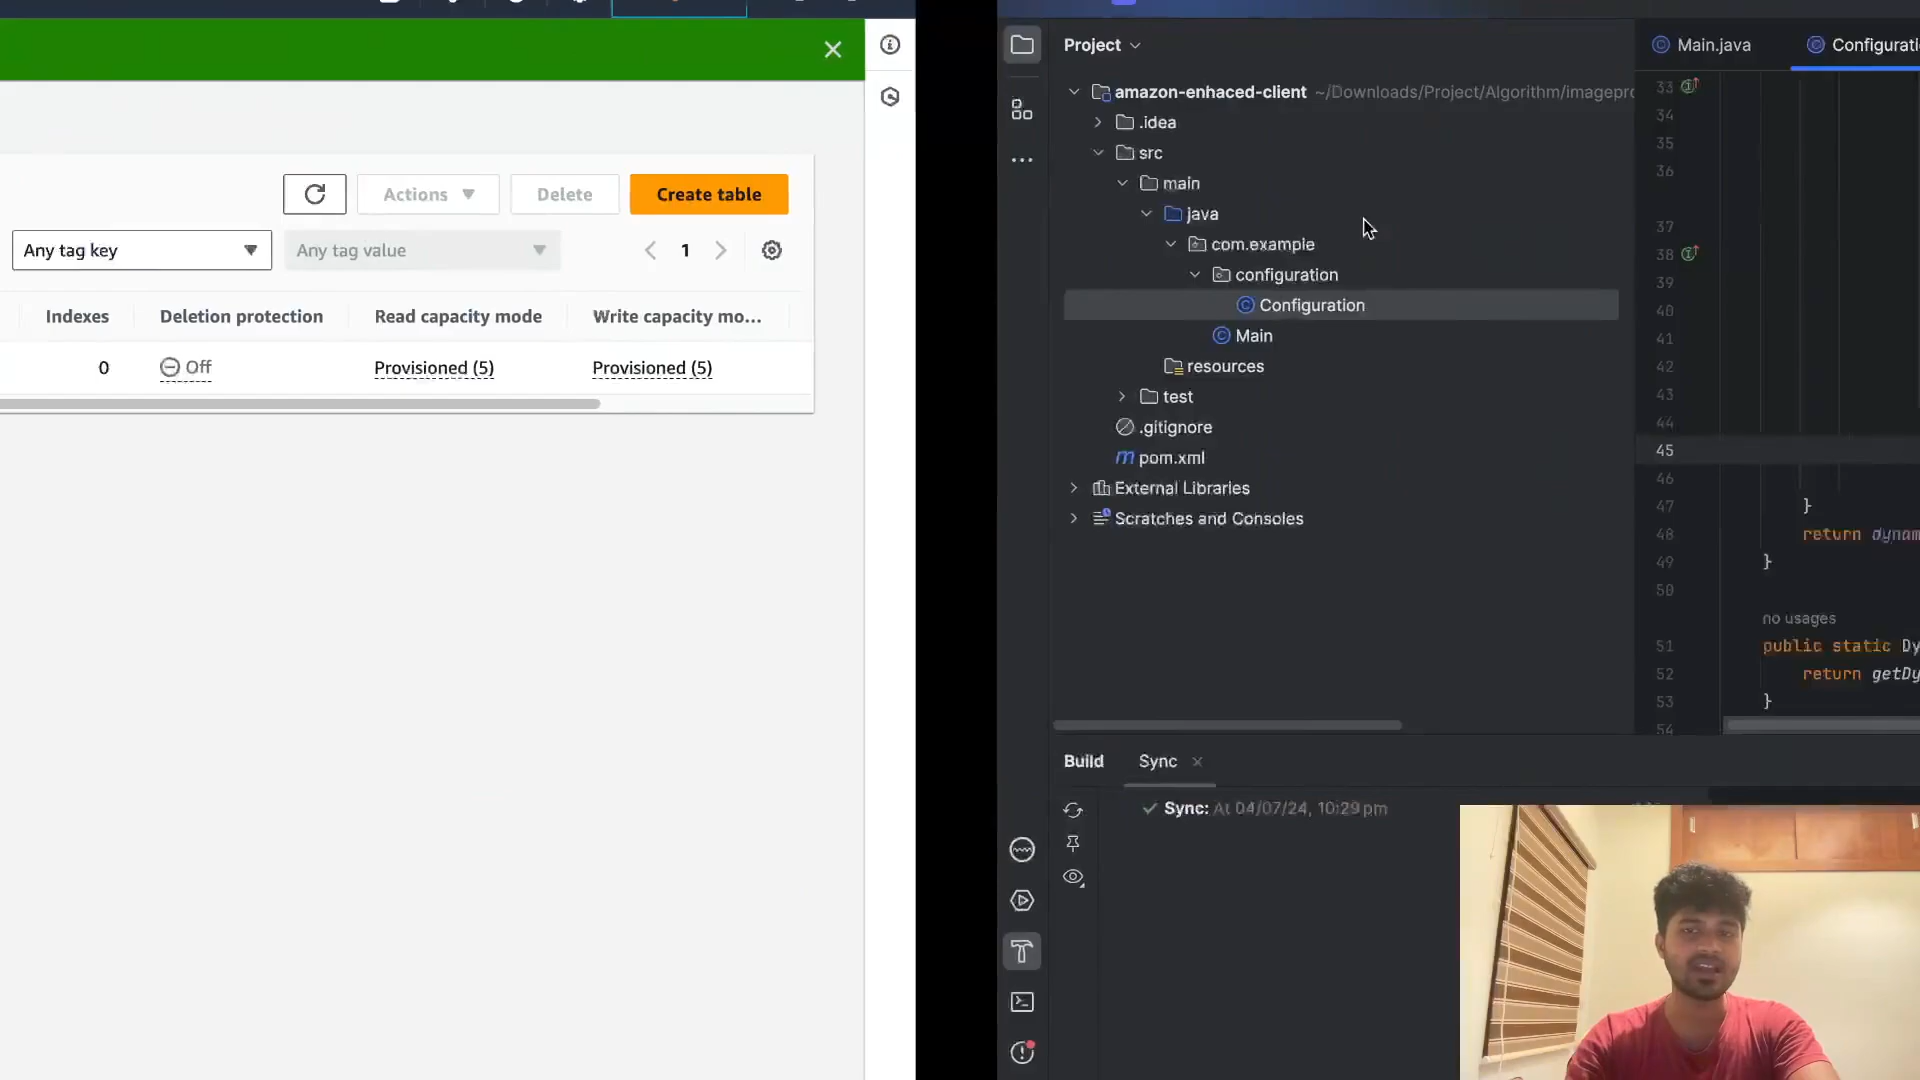 Actions
Delete
Create table
Any tag key
Any tag value
1
Indexes
Deletion protection
Read capacity mode
Write capacity mo...
0
Off
Provisioned (5)
Provisioned (5)
Project
amazon-enhaced-client ~/Downloads/Project/Algorithm/imagepro
.idea
src
main
java
com.example
configuration
Configuration
Main
resources
test
.gitignore
pom.xml
External Libraries
Scratches and Consoles
Main.java
Configurati
33
34
35
36
37
38
39
40
41
42
43
44
45
46
47 }
48 return dynam
49 }
50
no usages
51 public static Dy
52 return getDy
53 }
54
Build
Sync
Sync: At 04/07/24, 10:29 pm